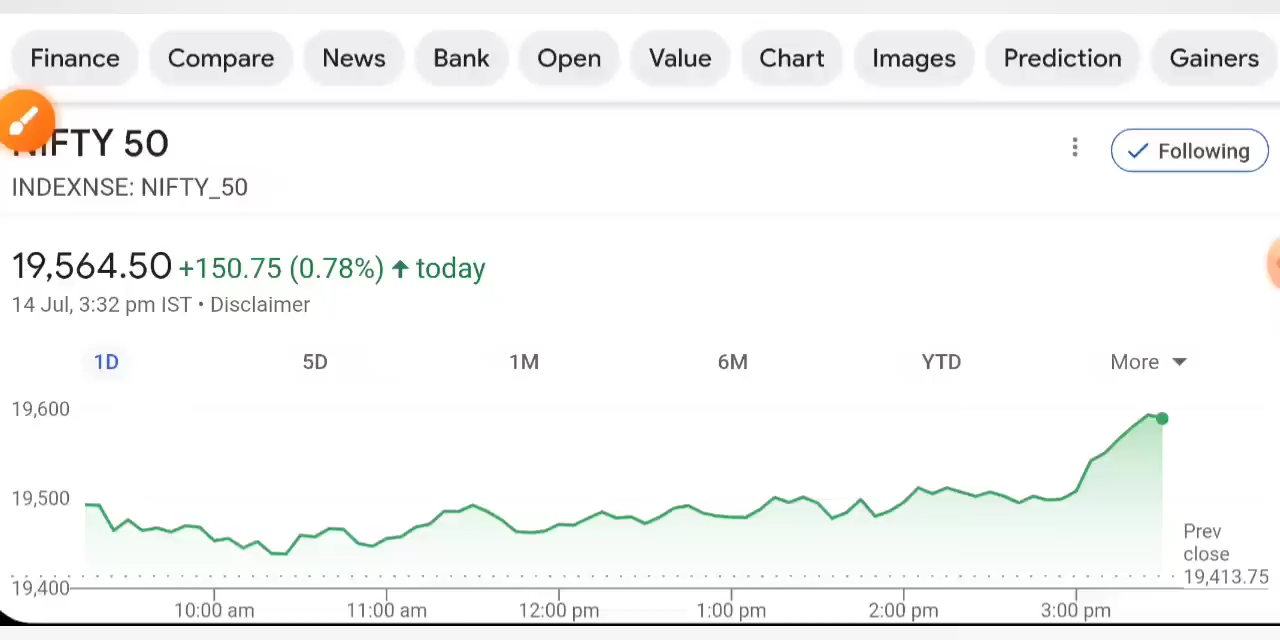 Finance Compare News Bank Open Value Chart Images Prediction Gainers
NIFTY 50
Following
INDEXNSE: NIFTY_50
19,564.50 +150.75 (0.78%) ↑ today
14 Jul, 3:32 pm IST • Disclaimer
1D 5D 1M 6M YTD More
19,600
19,500
Prev
close
19,413.75
19,400
10:00 am 11:00 am 12:00 pm 1:00 pm 2:00 pm 3:00 pm